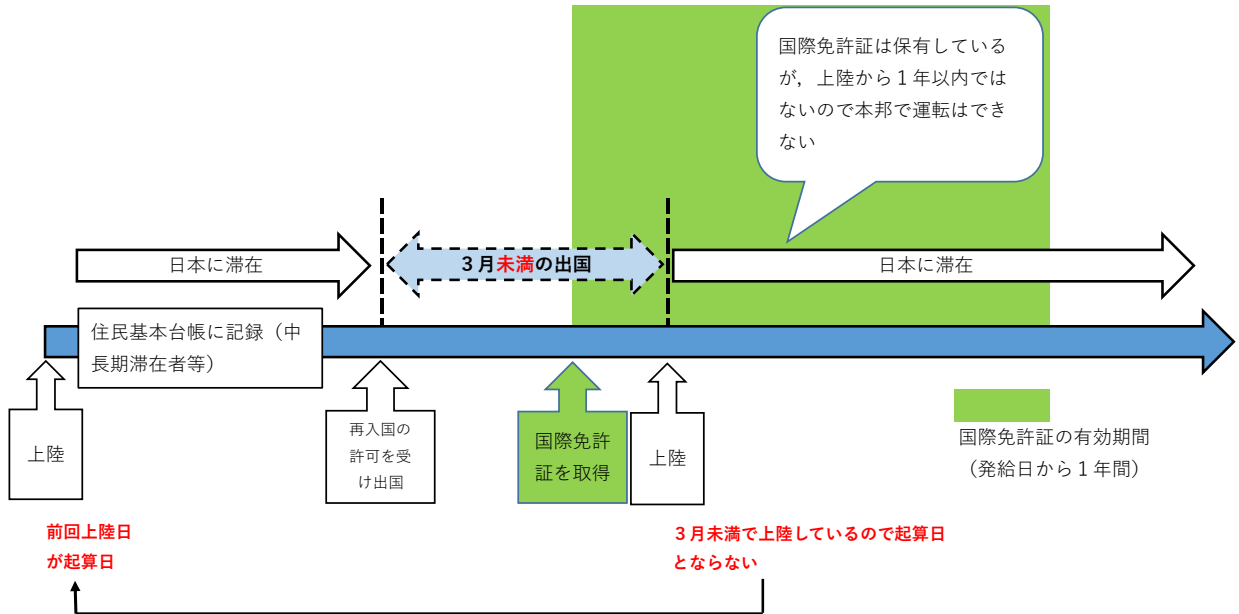 国際免許証は保有している
が，上陸から１年以内では
ないので本邦で運転はでき
ない
日本に滞在
３月未満の出国
日本に滞在
住民基本台帳に記録（中
長期滞在者等）
上陸
再入国の
許可を受
け出国
国際免許
証を取得
上陸
国際免許証の有効期間
（発給日から１年間）
前回上陸日
が起算日
３月未満で上陸しているので起算日
とならない